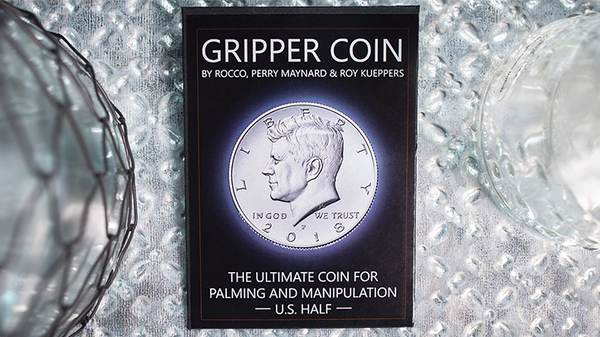 GRIPPER COIN
BY ROCCO, PERRY MAYNARD & ROY KUEPPERS
LIBERTY
IN GOD WE TRUST
P
2018
THE ULTIMATE COIN FOR
PALMING AND MANIPULATION
— U.S. HALF —